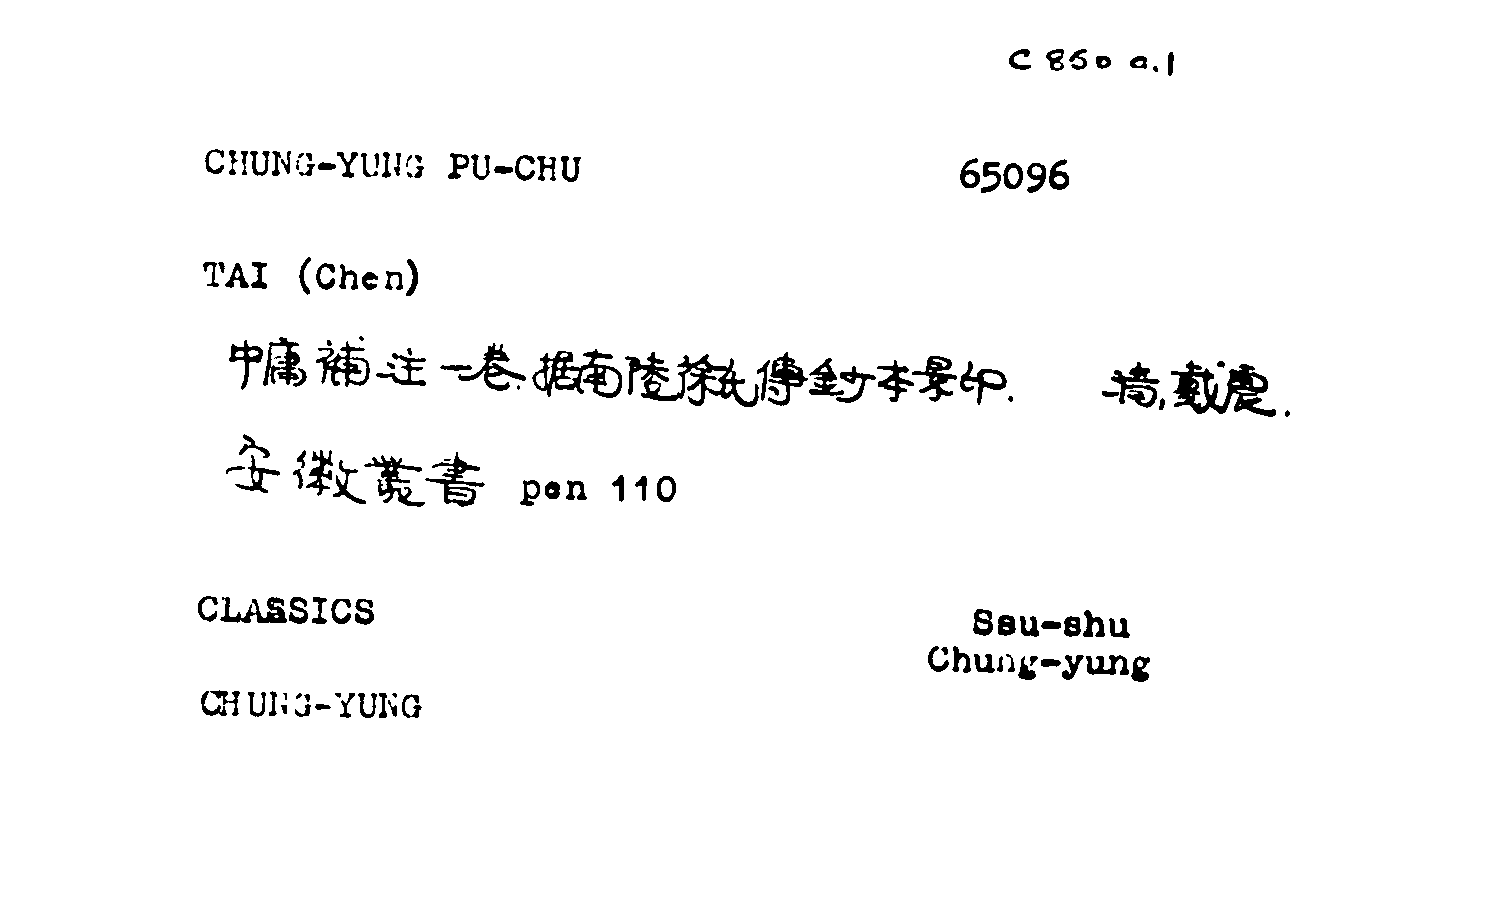 C 850 a.1
CHUNG-YUNG PU-CHU 65096
TAI (Chen)
中庸補注一卷.据南陵徐氏傳鈔本景印. 清,戴震.
安徽叢書 pen 110
CLASSICS Ssu-shu
Chung-yung
CHUNG-YUNG